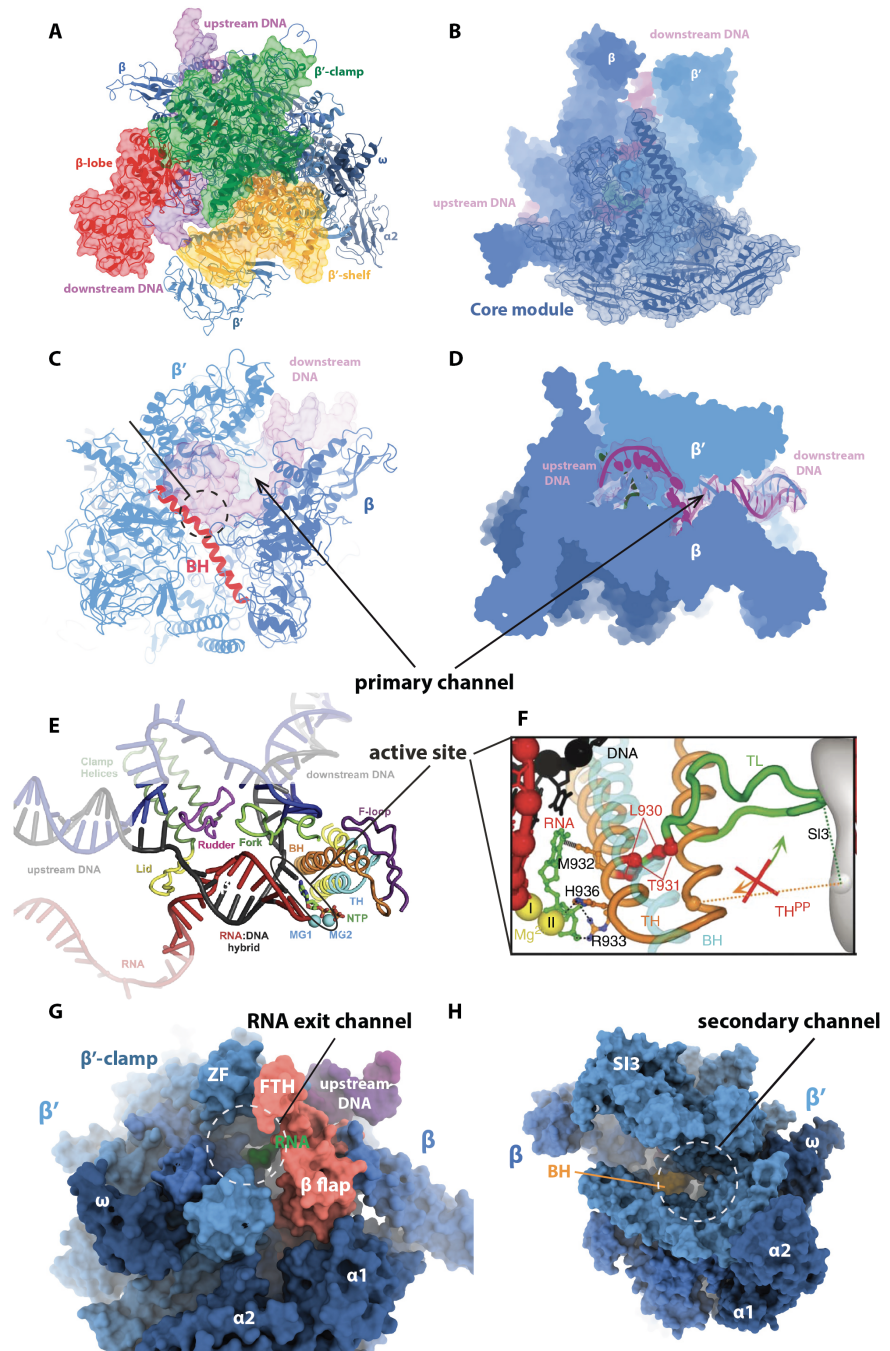 A
upstream DNA
β
β′-clamp
β-lobe
ω
α2
β′-shelf
downstream DNA
β′
B
downstream DNA
β
β′
upstream DNA
Core module
C
β′
downstream
DNA
β
BH
D
β′
upstream
DNA
downstream
DNA
β
primary channel
E
active site
Clamp
Helices
downstream DNA
F-loop
Rudder
Fork
BH
upstream DNA
Lid
TH
NTP
RNA:DNA
hybrid
MG1
MG2
RNA
F
DNA
TL
L930
RNA
SI3
M932
T931
H936
I
II
TH
THPP
Mg2
R933
BH
G
RNA exit channel
β′-clamp
ZF
FTH
upstream
DNA
β′
RNA
β
β flap
ω
α1
α2
H
secondary channel
SI3
β′
β
ω
BH
α2
α1